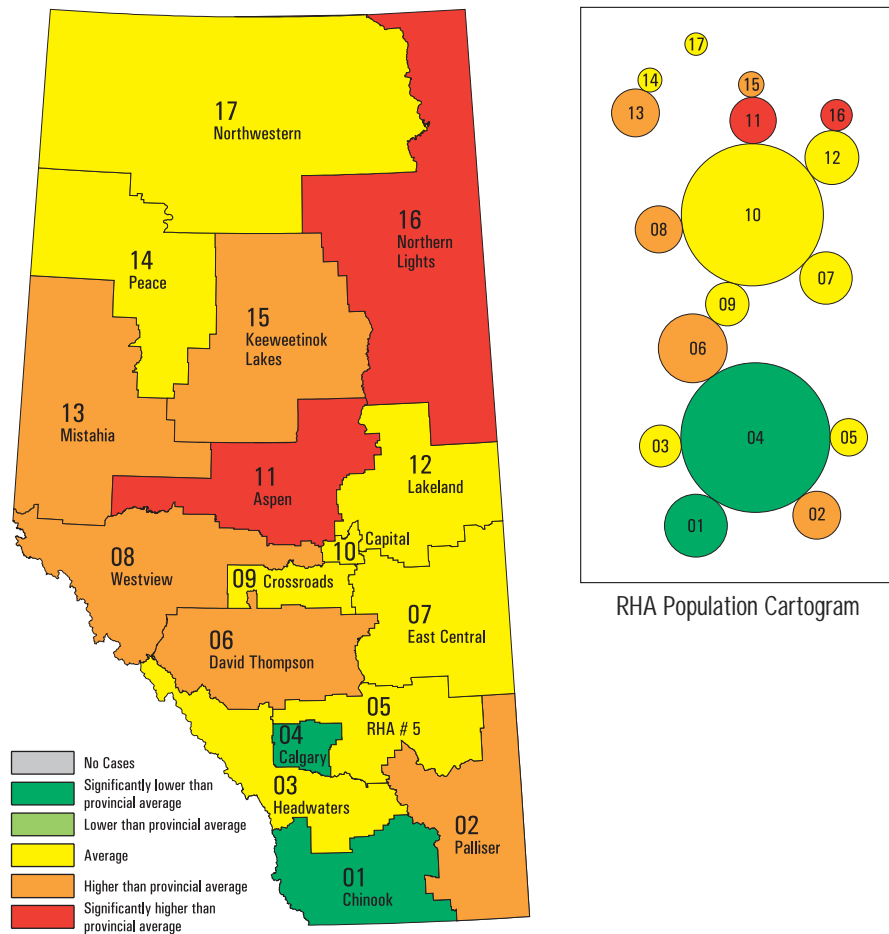 17
Northwestern
16
Northern
Lights
14
Peace
15
Keeweetinok
Lakes
13
Mistahia
11
Aspen
12
Lakeland
10
Capital
08
Westview
09 Crossroads
07
East Central
06
David Thompson
05
RHA # 5
04
Calgary
03
Headwaters
02
Palliser
01
Chinook
No Cases
Significantly lower than
provincial average
Lower than provincial average
Average
Higher than provincial average
Significantly higher than
provincial average
17
14
15
13
11
16
12
10
08
07
09
06
04
03
05
01
02
RHA Population Cartogram